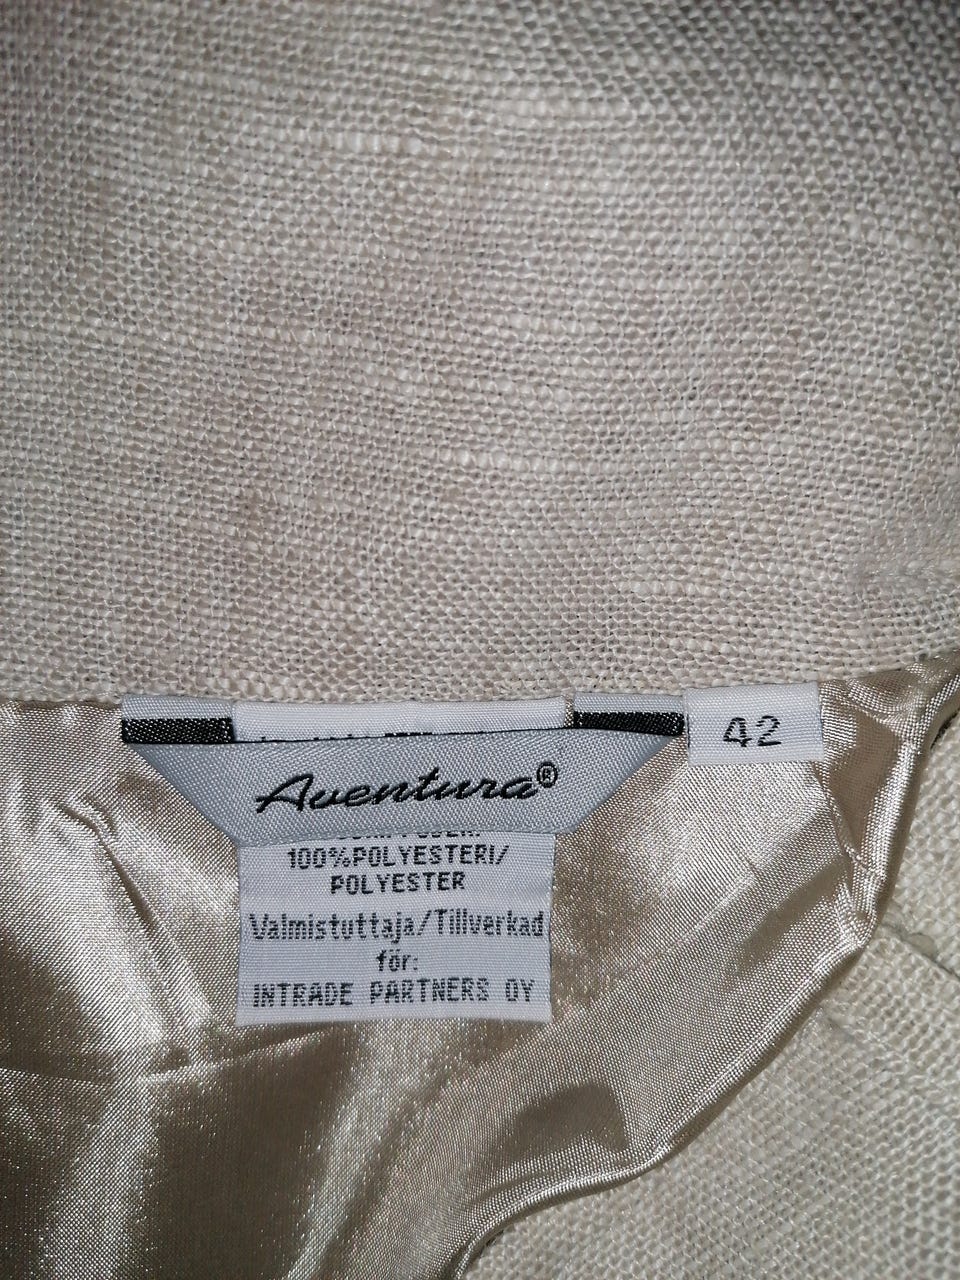 42
Aventura®
100%POLYESTERI/
POLYESTER
Valmistuttaja/Tillverkad
för:
INTRADE PARTNERS OY